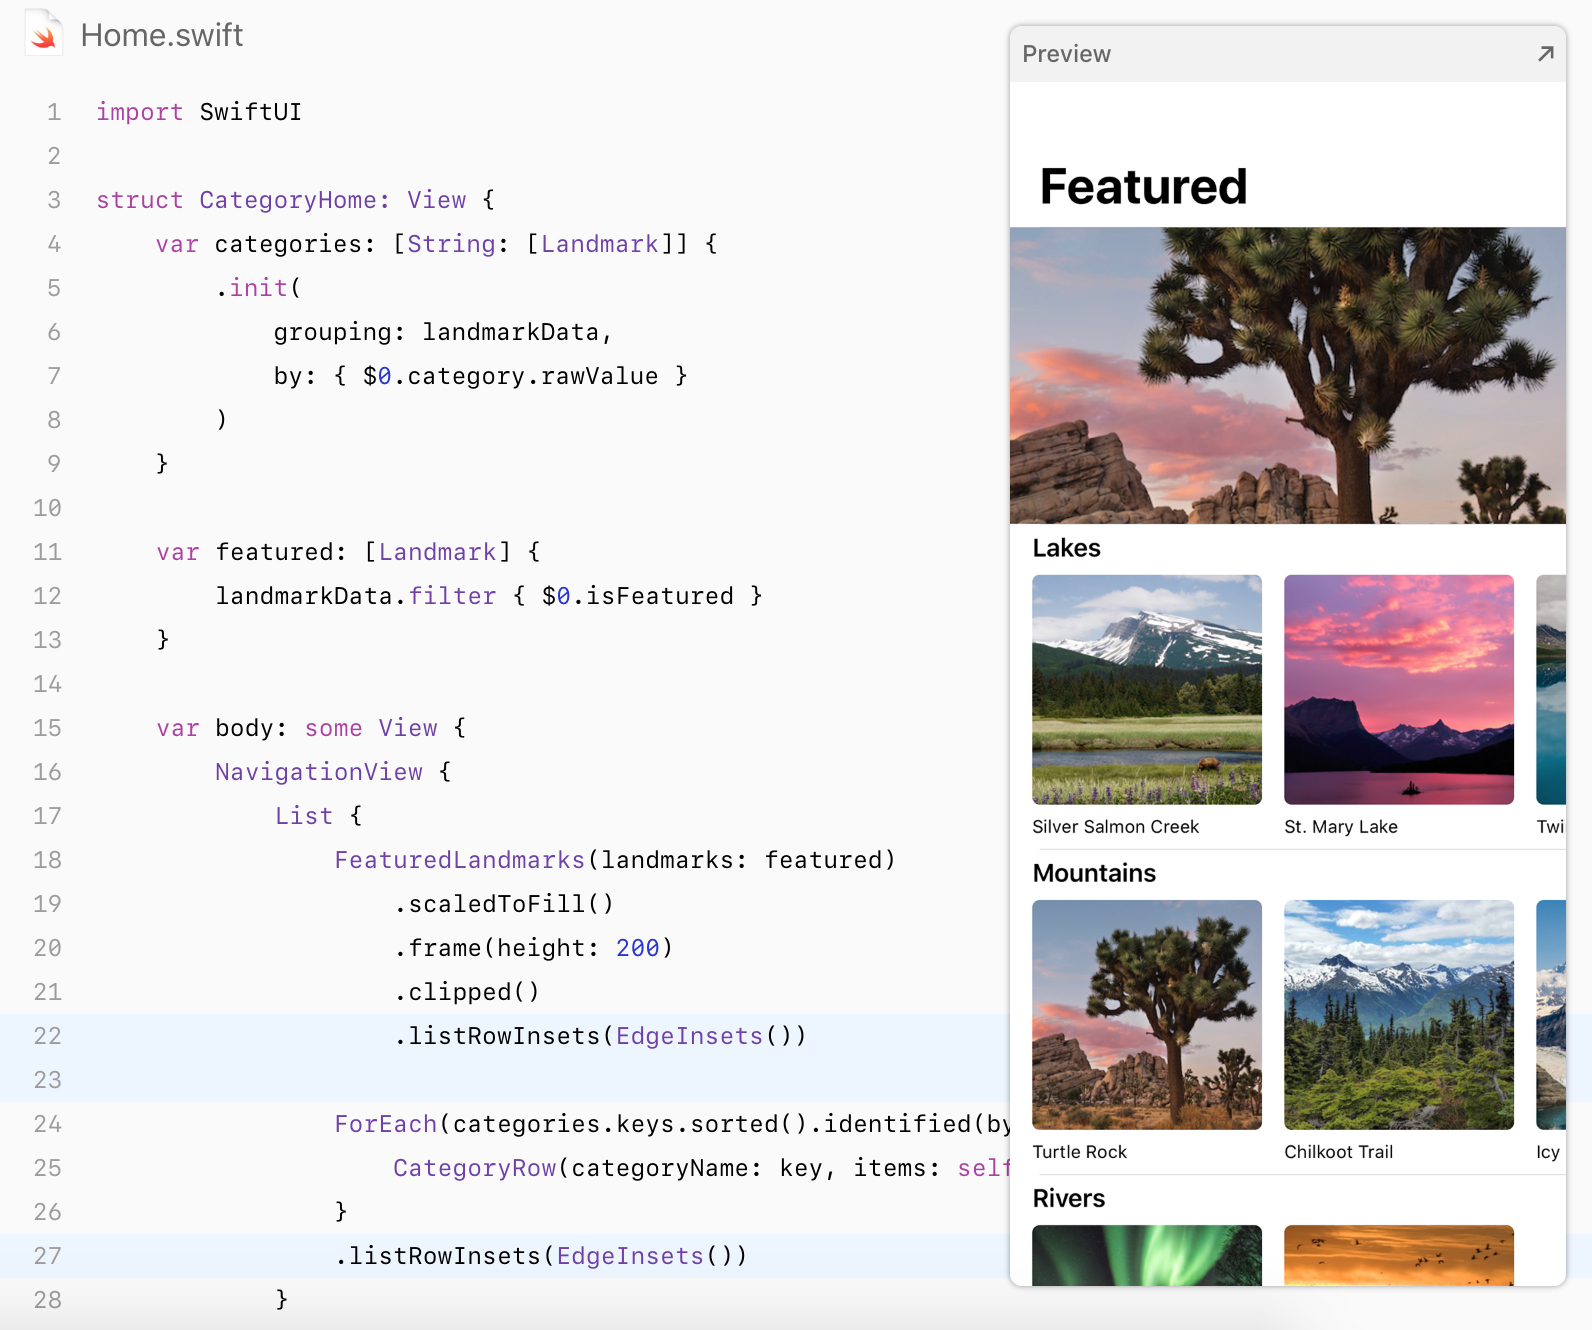 Home.swift
1 import SwiftUI
2
3 struct CategoryHome: View {
4 var categories: [String: [Landmark]] {
5 .init(
6 grouping: landmarkData,
7 by: { $0.category.rawValue }
8 )
9 }
10
11 var featured: [Landmark] {
12 landmarkData.filter { $0.isFeatured }
13 }
14
15 var body: some View {
16 NavigationView {
17 List {
18 FeaturedLandmarks(landmarks: featured)
19 .scaledToFill()
20 .frame(height: 200)
21 .clipped()
22 .listRowInsets(EdgeInsets())
23
24 ForEach(categories.keys.sorted().identified(by
25 CategoryRow(categoryName: key, items: self
26 }
27 .listRowInsets(EdgeInsets())
28 }
Preview
Featured
Lakes
Silver Salmon Creek St. Mary Lake Twi
Mountains
Turtle Rock Chilkoot Trail Icy
Rivers